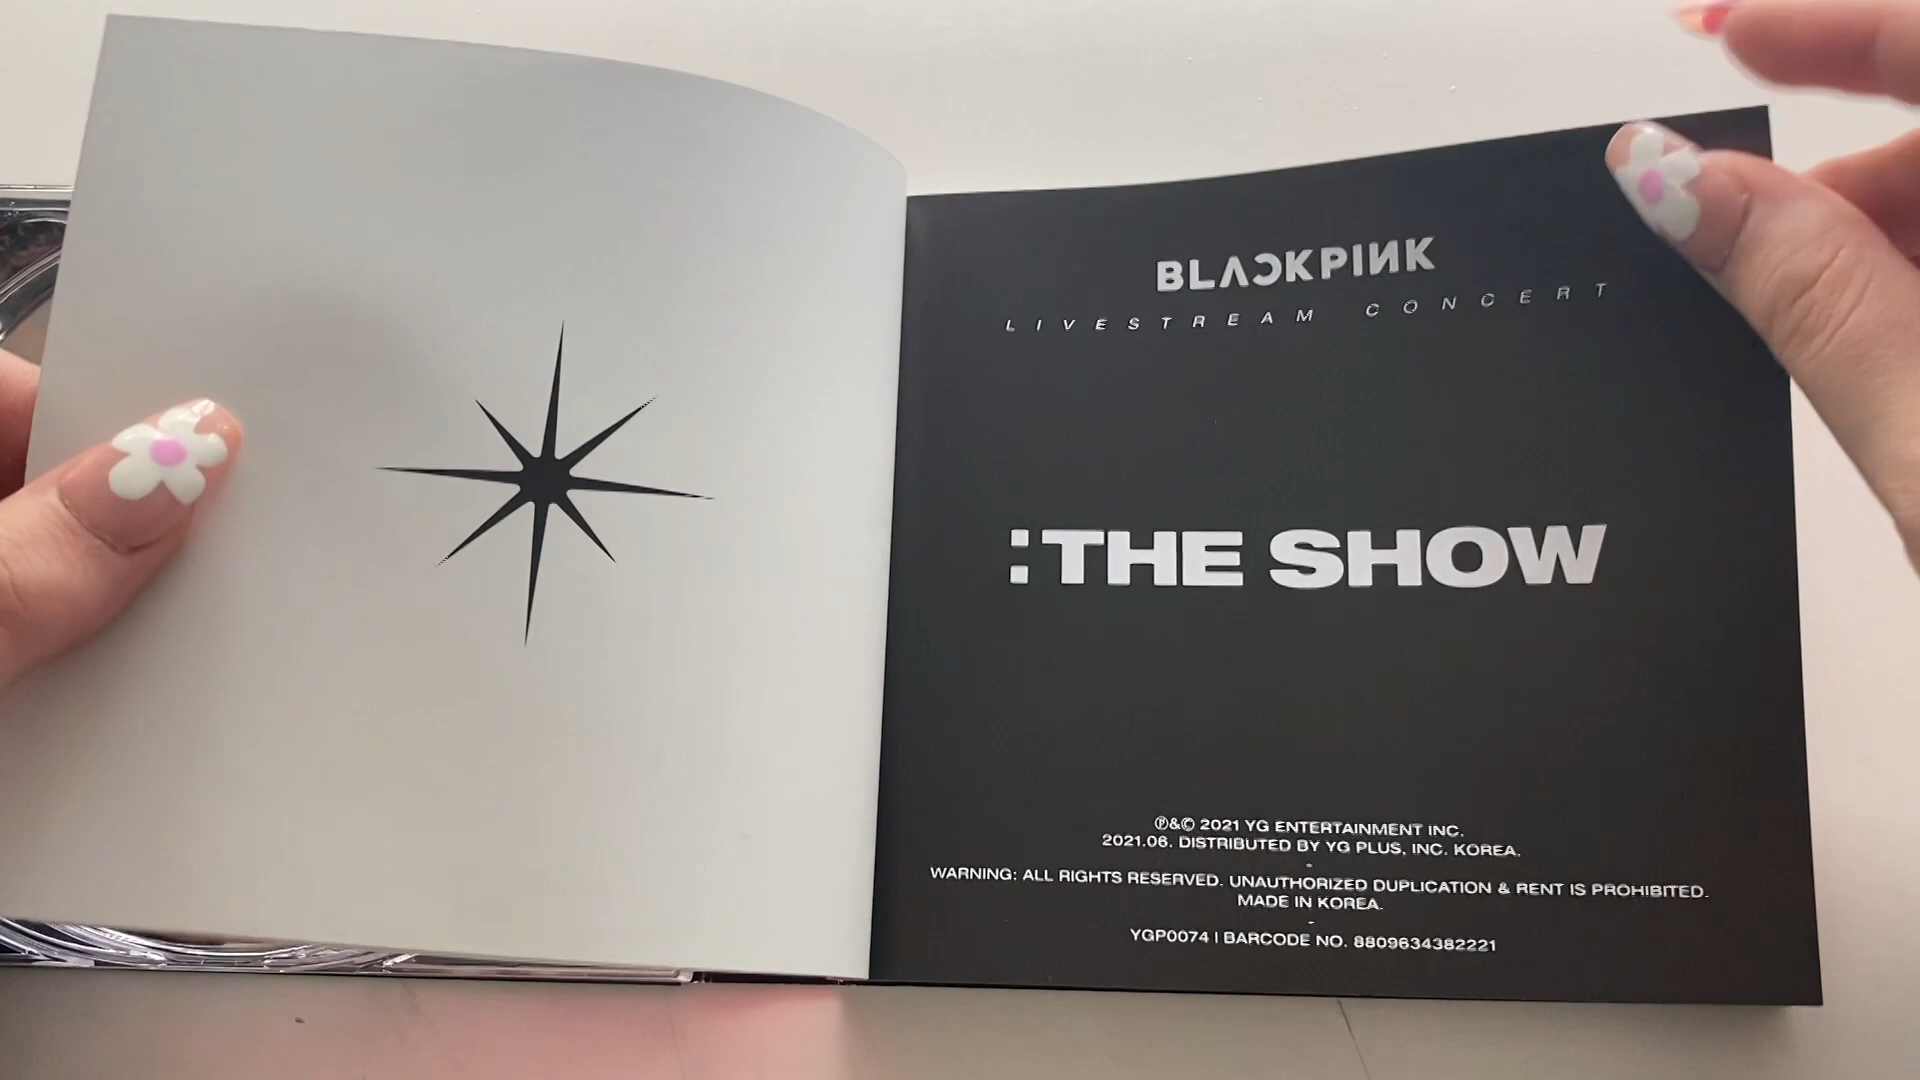 BLACKPINK
LIVESTREAM CONCERT
:THE SHOW
℗&© 2021 YG ENTERTAINMENT INC.
2021.06. DISTRIBUTED BY YG PLUS, INC. KOREA.
-
WARNING: ALL RIGHTS RESERVED. UNAUTHORIZED DUPLICATION & RENT IS PROHIBITED.
MADE IN KOREA.
-
YGP0074 | BARCODE NO. 8809634382221